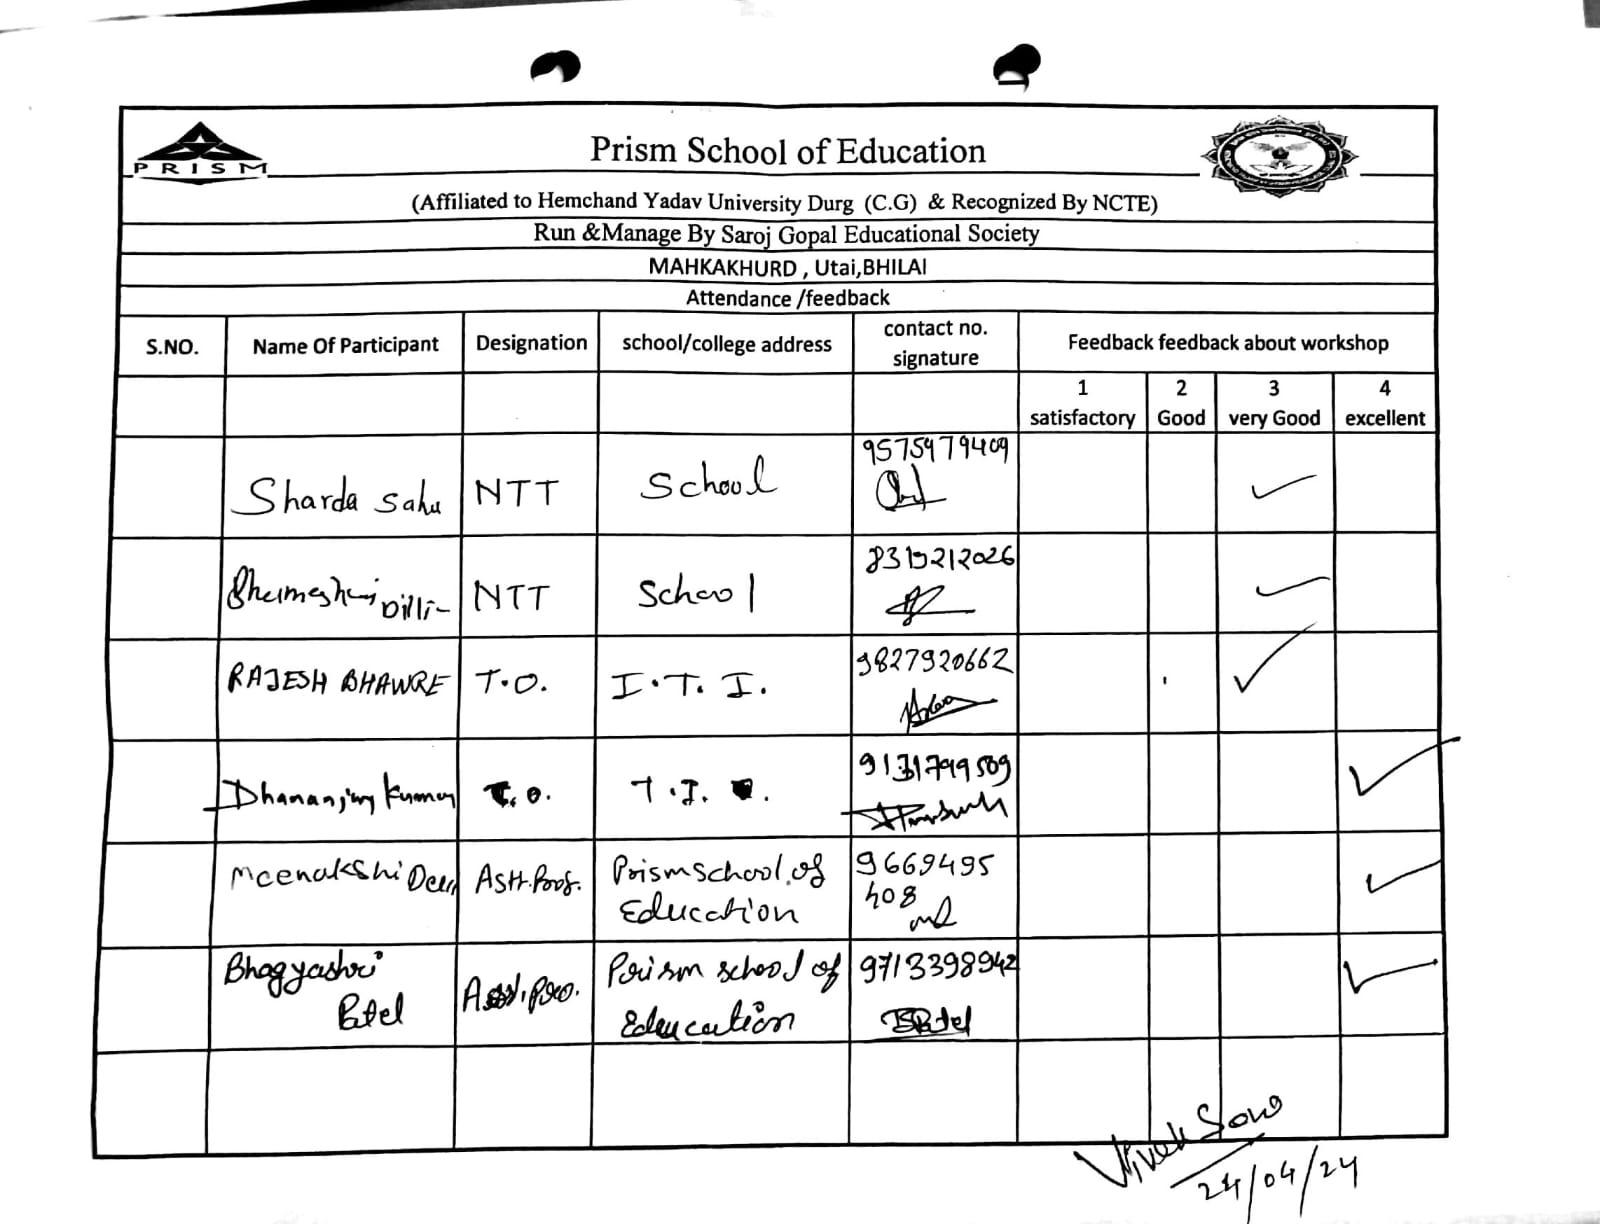 PRISM
Prism School of Education
(Affiliated to Hemchand Yadav University Durg (C.G) & Recognized By NCTE)
Run &Manage By Saroj Gopal Educational Society
MAHKAKHURD , Utai,BHILAI
Attendance /feedback
S.NO. Name Of Participant Designation school/college address contact no. signature Feedback feedback about workshop
1 2 3 4
satisfactory Good very Good excellent
9575979409
Sharda Sahu NTT School
NTT School
RAJESH BHAWRE T.O. I.T.I. 9827920662
Dhananjay Kumar T.O. T.I. 9131799509
Meenakshi Asst.Prof. Prism School of 9669495
Education 408
Bhagyashri Prism school of 9713398942
Patel Education
Vivek
24/04/24